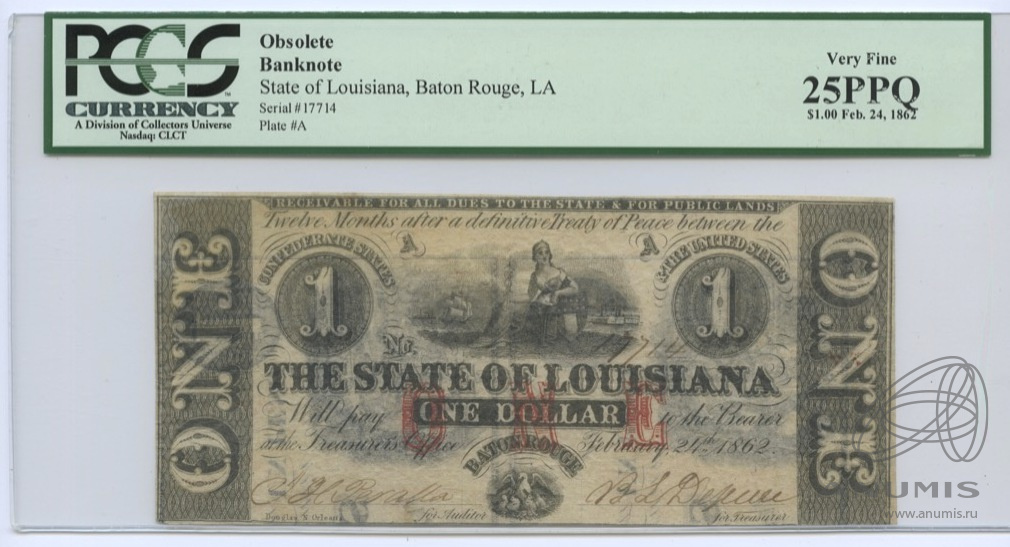 PCGS
CURRENCY
A Division of Collectors Universe
Nasdaq: CLCT
Obsolete
Banknote
State of Louisiana, Baton Rouge, LA
Serial #17714
Plate #A
Very Fine
25PPQ
$1.00 Feb. 24, 1862
RECEIVABLE FOR ALL DUES TO THE STATE & FOR PUBLIC LANDS
Twelve Months after a definitive Treaty of Peace between the
CONFEDERATE STATES A A & THE UNITED STATES
ONE 1 1 ONE
No. 17714
THE STATE OF LOUISIANA
Will pay ONE DOLLAR to the Bearer
ONE
at the Treasurer's Office February, 24th 1862.
BATON ROUGE
for Auditor for Treasurer
Douglas N. Orleans
UMIS
www.anumis.ru